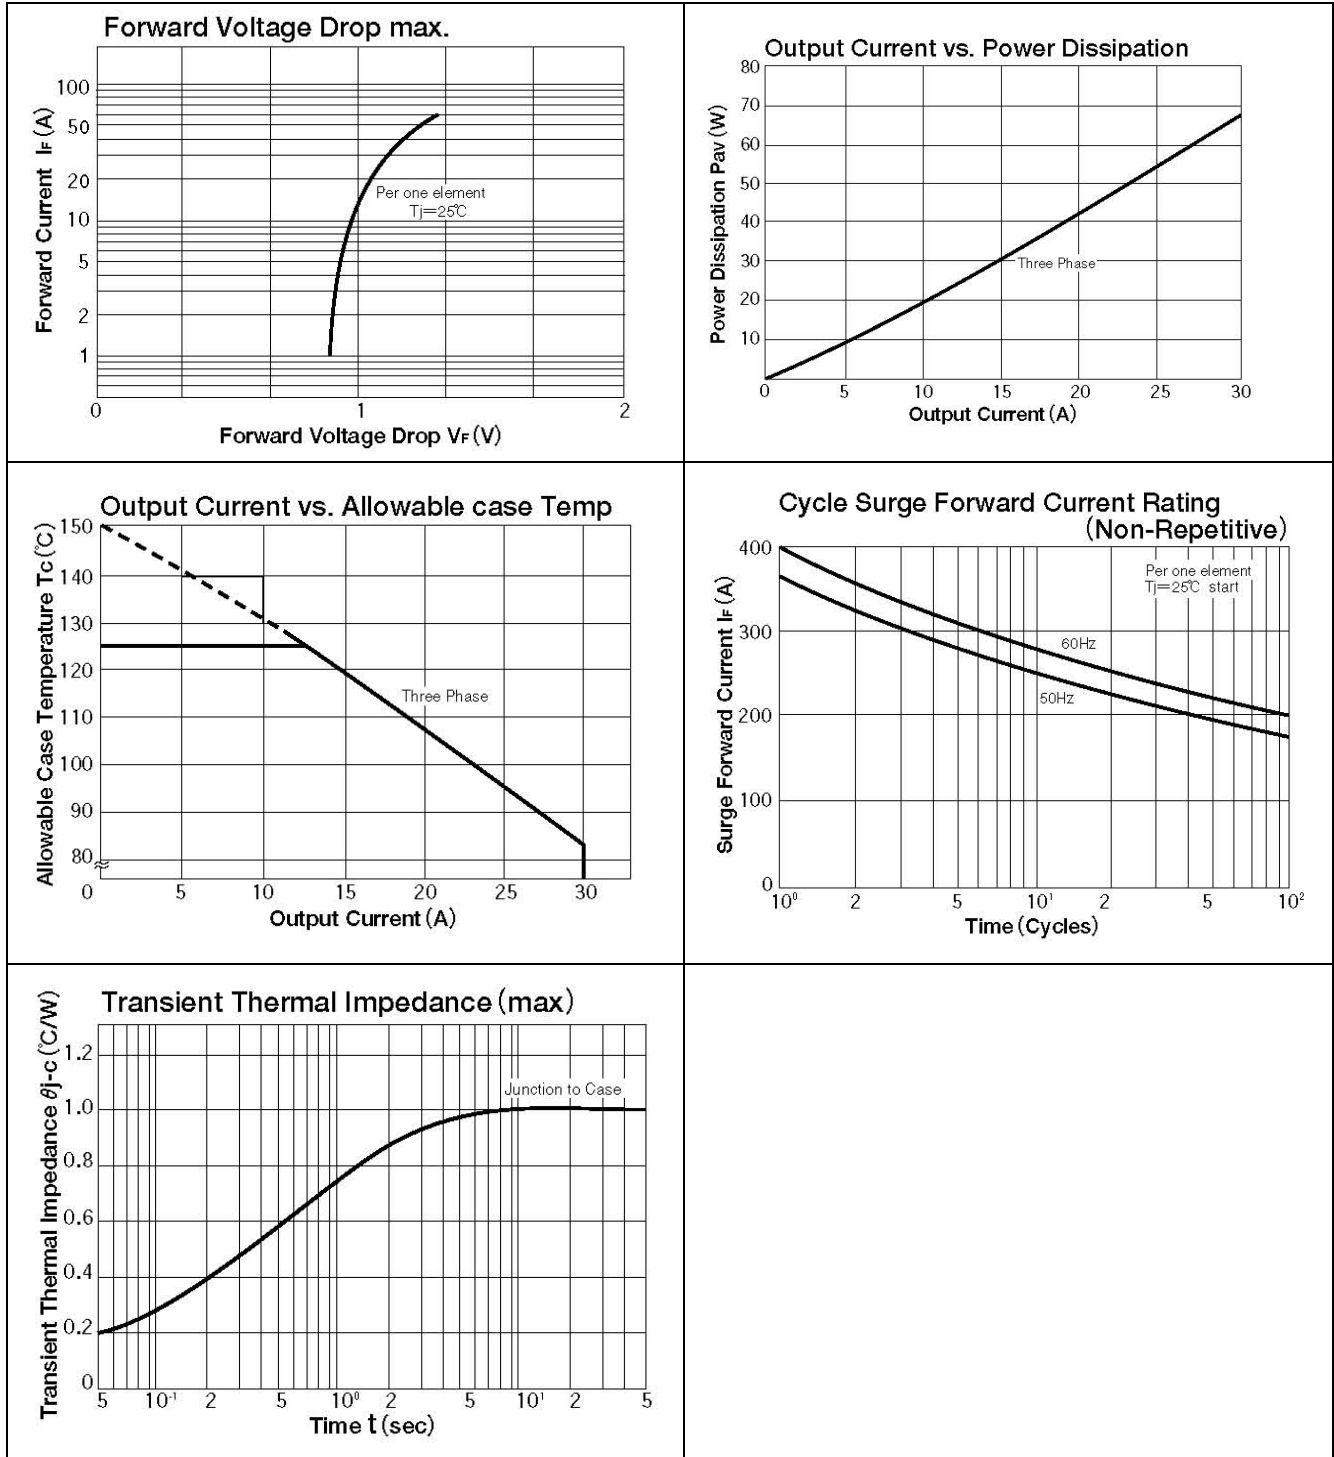 Forward Voltage Drop max.
Forward Current IF (A)
100
50
20
10
5
2
1
Per one element
Tj=25℃
0 1 2
Forward Voltage Drop VF (V)
Output Current vs. Power Dissipation
Power Dissipation Pav (W)
80
70
60
50
40
30
20
10
Three Phase
0 5 10 15 20 25 30
Output Current (A)
Output Current vs. Allowable case Temp
Allowable Case Temperature Tc (℃)
150
140
130
120
110
100
90
80
Three Phase
0 5 10 15 20 25 30
Output Current (A)
Cycle Surge Forward Current Rating
(Non-Repetitive)
Surge Forward Current IF (A)
400
300
200
100
0
Per one element
Tj=25℃ start
60Hz
50Hz
10⁰ 2 5 10¹ 2 5 10²
Time (Cycles)
Transient Thermal Impedance (max)
Transient Thermal Impedance θj-c (℃/W)
1.2
1.0
0.8
0.6
0.4
0.2
0
Junction to Case
5 10⁻¹ 2 5 10⁰ 2 5 10¹ 2 5
Time t (sec)